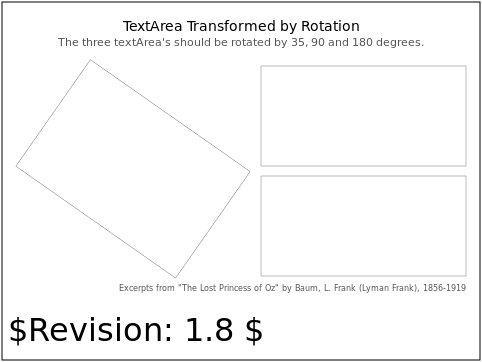 TextArea Transformed by Rotation
The three textArea's should be rotated by 35, 90 and 180 degrees.
Excerpts from "The Lost Princess of Oz" by Baum, L. Frank (Lyman Frank), 1856-1919
$Revision: 1.8 $